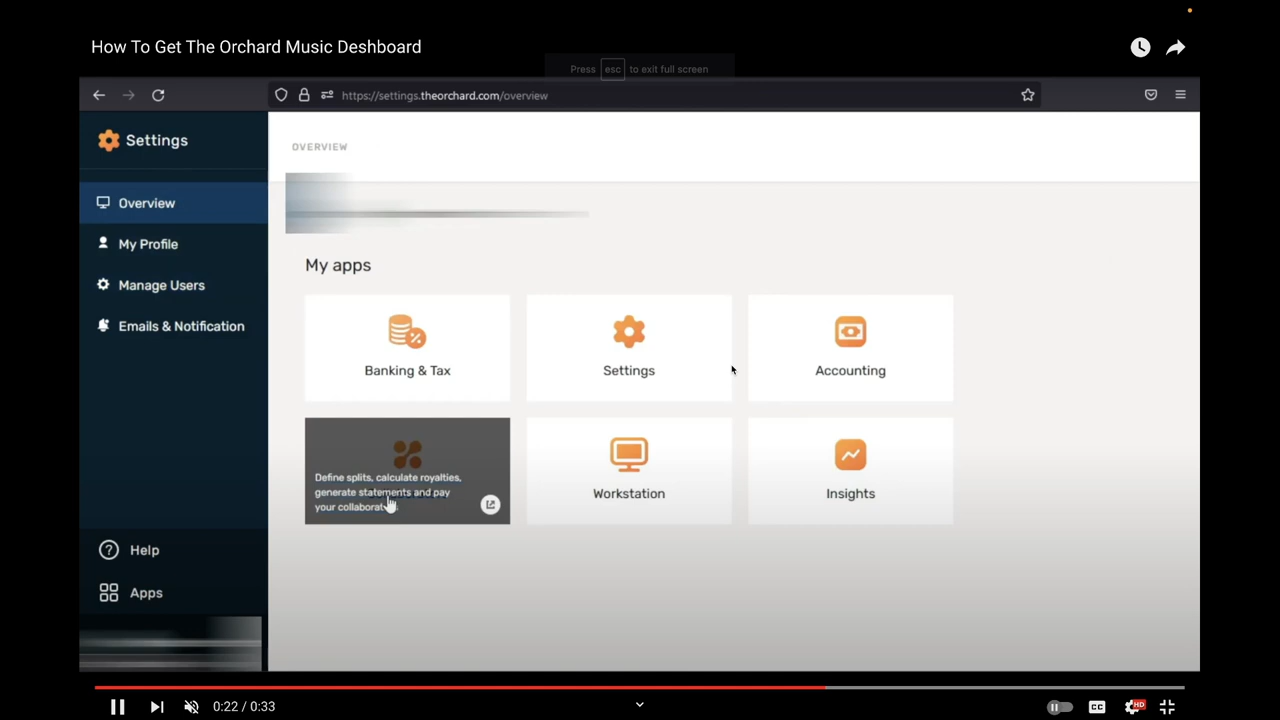 How To Get The Orchard Music Deshboard
Press esc to exit full screen
https://settings.theorchard.com/overview
Settings
OVERVIEW
Overview
My Profile
Manage Users
Emails & Notification
My apps
Banking & Tax
Settings
Accounting
Define splits, calculate royalties,
generate statements and pay
your
Workstation
Insights
Help
Apps
0:22 / 0:33
CC
HD